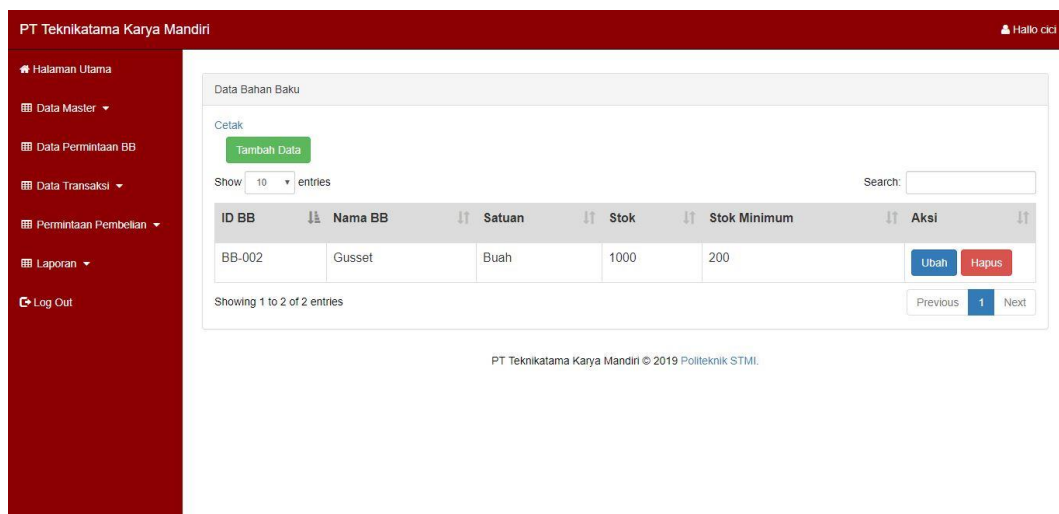 PT Teknikatama Karya Mandiri Hallo cici
Halaman Utama
Data Master
Data Permintaan BB
Data Transaksi
Permintaan Pembelian
Laporan
Log Out
Data Bahan Baku
Cetak
Tambah Data
Show 10 entries Search:
ID BB Nama BB Satuan Stok Stok Minimum Aksi
BB-002 Gusset Buah 1000 200 Ubah Hapus
Showing 1 to 2 of 2 entries Previous 1 Next
PT Teknikatama Karya Mandiri © 2019 Politeknik STMI.